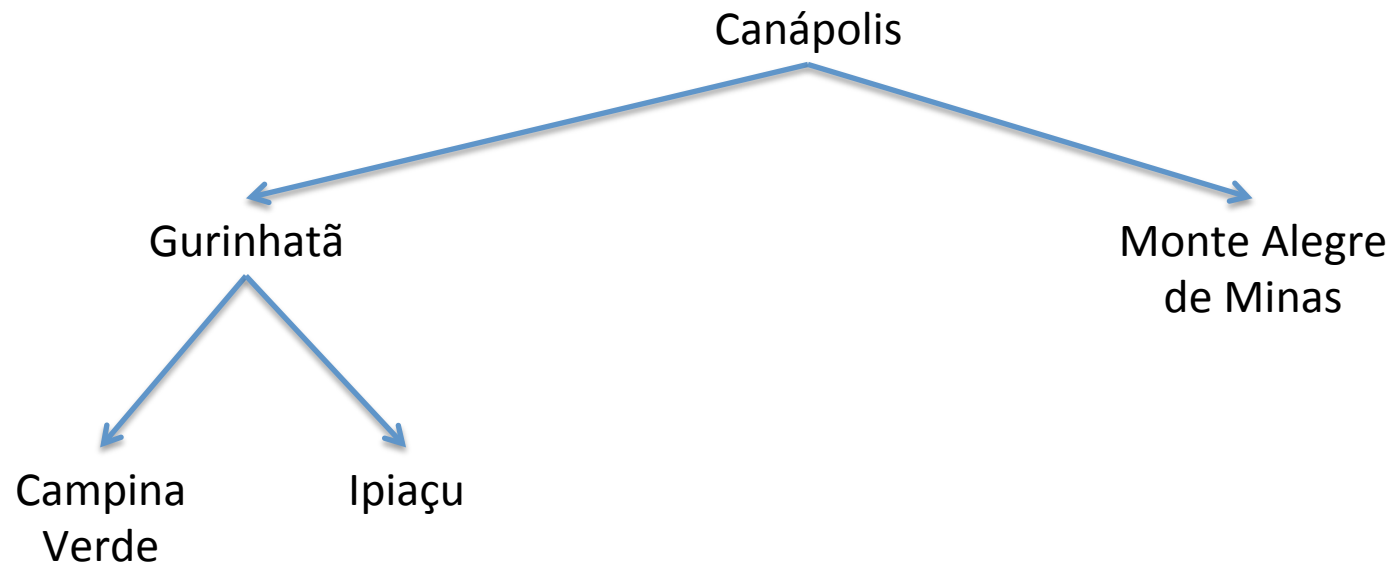 Canápolis
Gurinhatã
Monte Alegre
de Minas
Campina
Verde
Ipiaçu